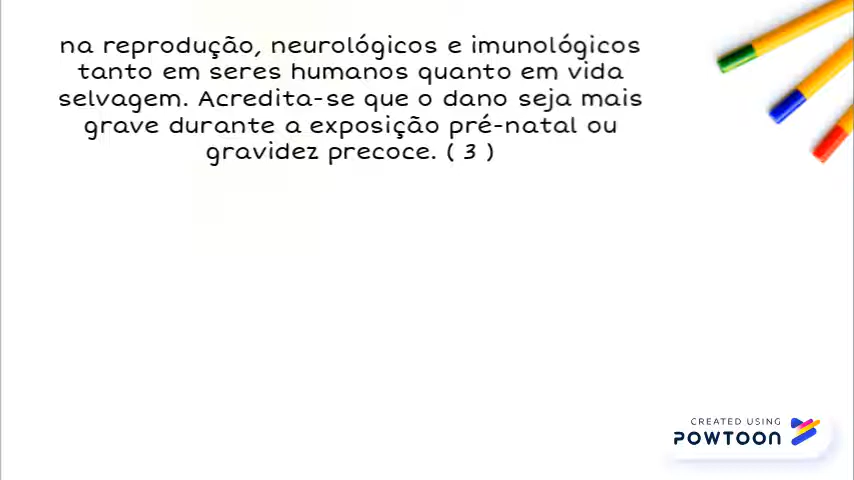 na reprodução, neurológicos e imunológicos
tanto em seres humanos quanto em vida
selvagem. Acredita-se que o dano seja mais
grave durante a exposição pré-natal ou
gravidez precoce. ( 3 )
CREATED USING
POWTOON